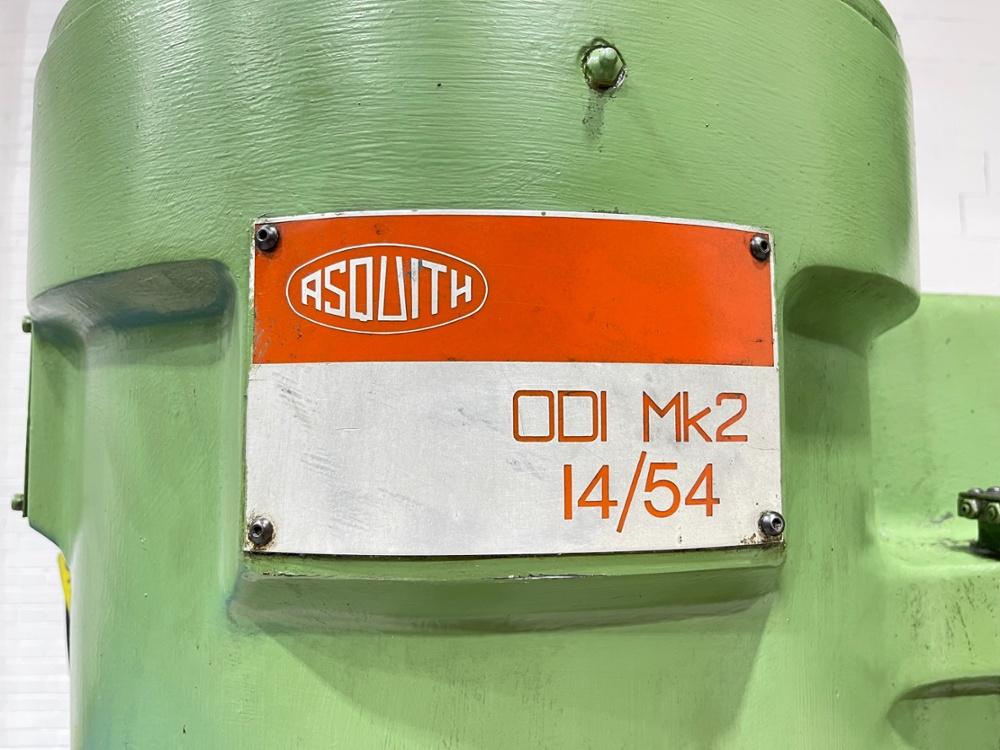 ASQUITH
ODI Mk2
14/54